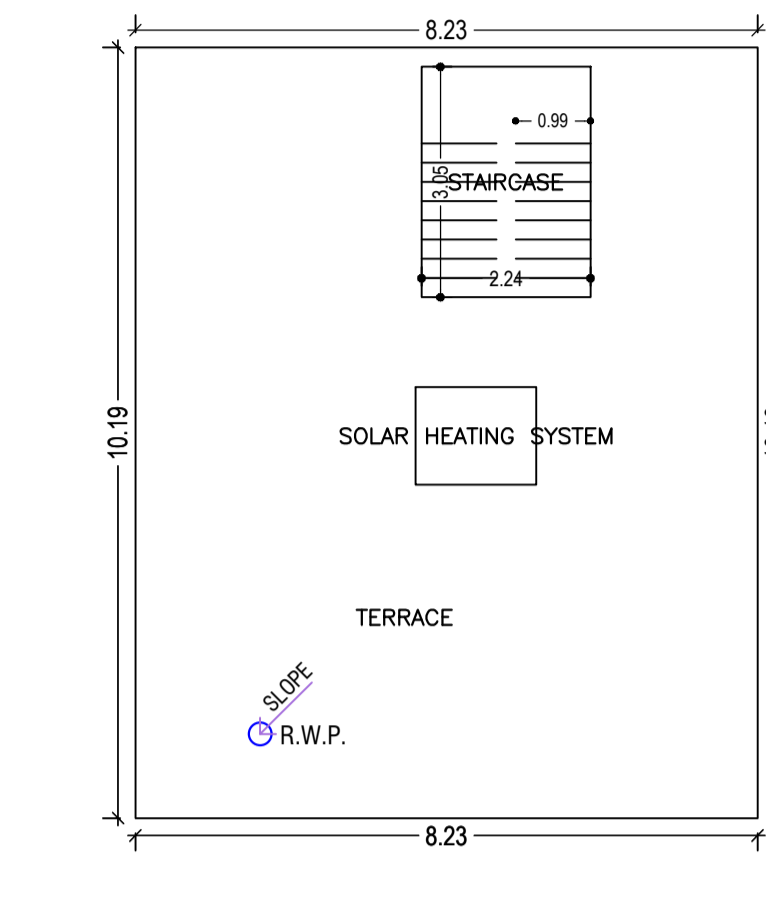 8.23
0.99
3.05
STAIRCASE
2.24
10.19
SOLAR HEATING SYSTEM
TERRACE
SLOPE
R.W.P.
8.23